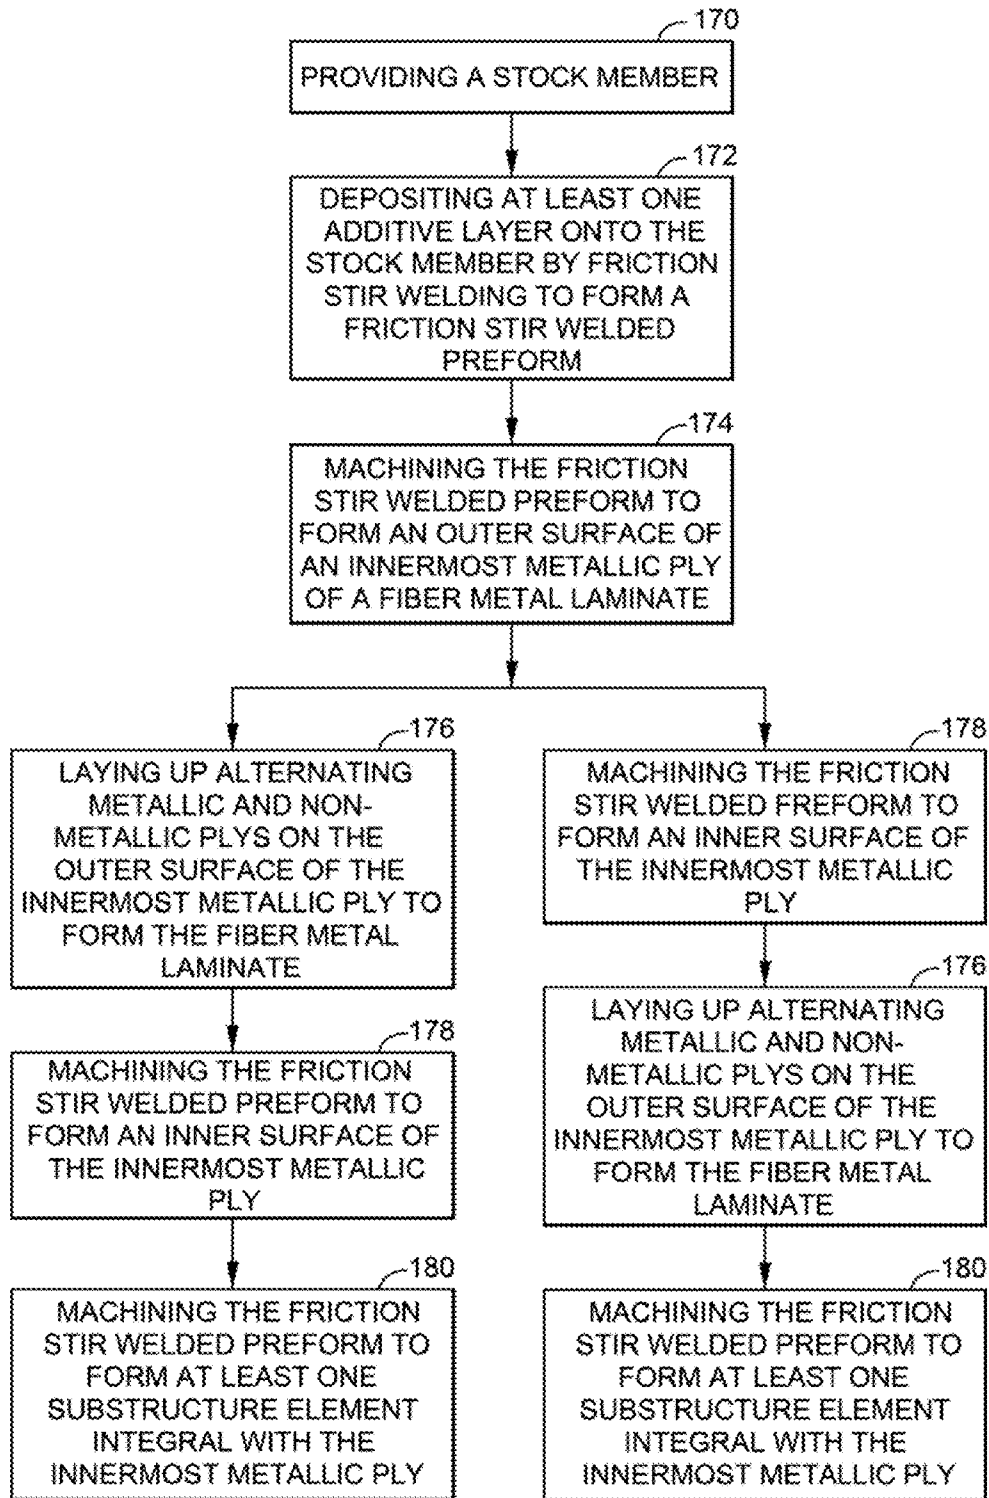 170
PROVIDING A STOCK MEMBER
172
DEPOSITING AT LEAST ONE
ADDITIVE LAYER ONTO THE
STOCK MEMBER BY FRICTION
STIR WELDING TO FORM A
FRICTION STIR WELDED
PREFORM
174
MACHINING THE FRICTION
STIR WELDED PREFORM TO
FORM AN OUTER SURFACE OF
AN INNERMOST METALLIC PLY
OF A FIBER METAL LAMINATE
176
LAYING UP ALTERNATING
METALLIC AND NON-
METALLIC PLYS ON THE
OUTER SURFACE OF THE
INNERMOST METALLIC PLY TO
FORM THE FIBER METAL
LAMINATE
178
MACHINING THE FRICTION
STIR WELDED PREFORM TO
FORM AN INNER SURFACE OF
THE INNERMOST METALLIC
PLY
180
MACHINING THE FRICTION
STIR WELDED PREFORM TO
FORM AT LEAST ONE
SUBSTRUCTURE ELEMENT
INTEGRAL WITH THE
INNERMOST METALLIC PLY
178
MACHINING THE FRICTION
STIR WELDED FREFORM TO
FORM AN INNER SURFACE OF
THE INNERMOST METALLIC
PLY
176
LAYING UP ALTERNATING
METALLIC AND NON-
METALLIC PLYS ON THE
OUTER SURFACE OF THE
INNERMOST METALLIC PLY TO
FORM THE FIBER METAL
LAMINATE
180
MACHINING THE FRICTION
STIR WELDED PREFORM TO
FORM AT LEAST ONE
SUBSTRUCTURE ELEMENT
INTEGRAL WITH THE
INNERMOST METALLIC PLY